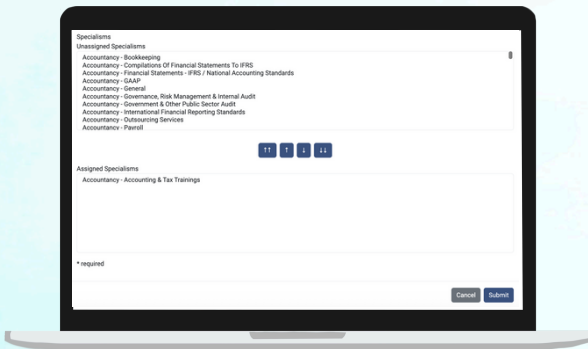 Specialisms
Unassigned Specialisms
Accountancy - Bookkeeping
Accountancy - Compilations Of Financial Statements To IFRS
Accountancy - Financial Statements - IFRS / National Accounting Standards
Accountancy - GAAP
Accountancy - General
Accountancy - Governance, Risk Management & Internal Audit
Accountancy - Government & Other Public Sector Audit
Accountancy - International Financial Reporting Standards
Accountancy - Outsourcing Services
Accountancy - Payroll
↑↑ ↑ ↓ ↓↓
Assigned Specialisms
Accountancy - Accounting & Tax Trainings
* required
Cancel Submit